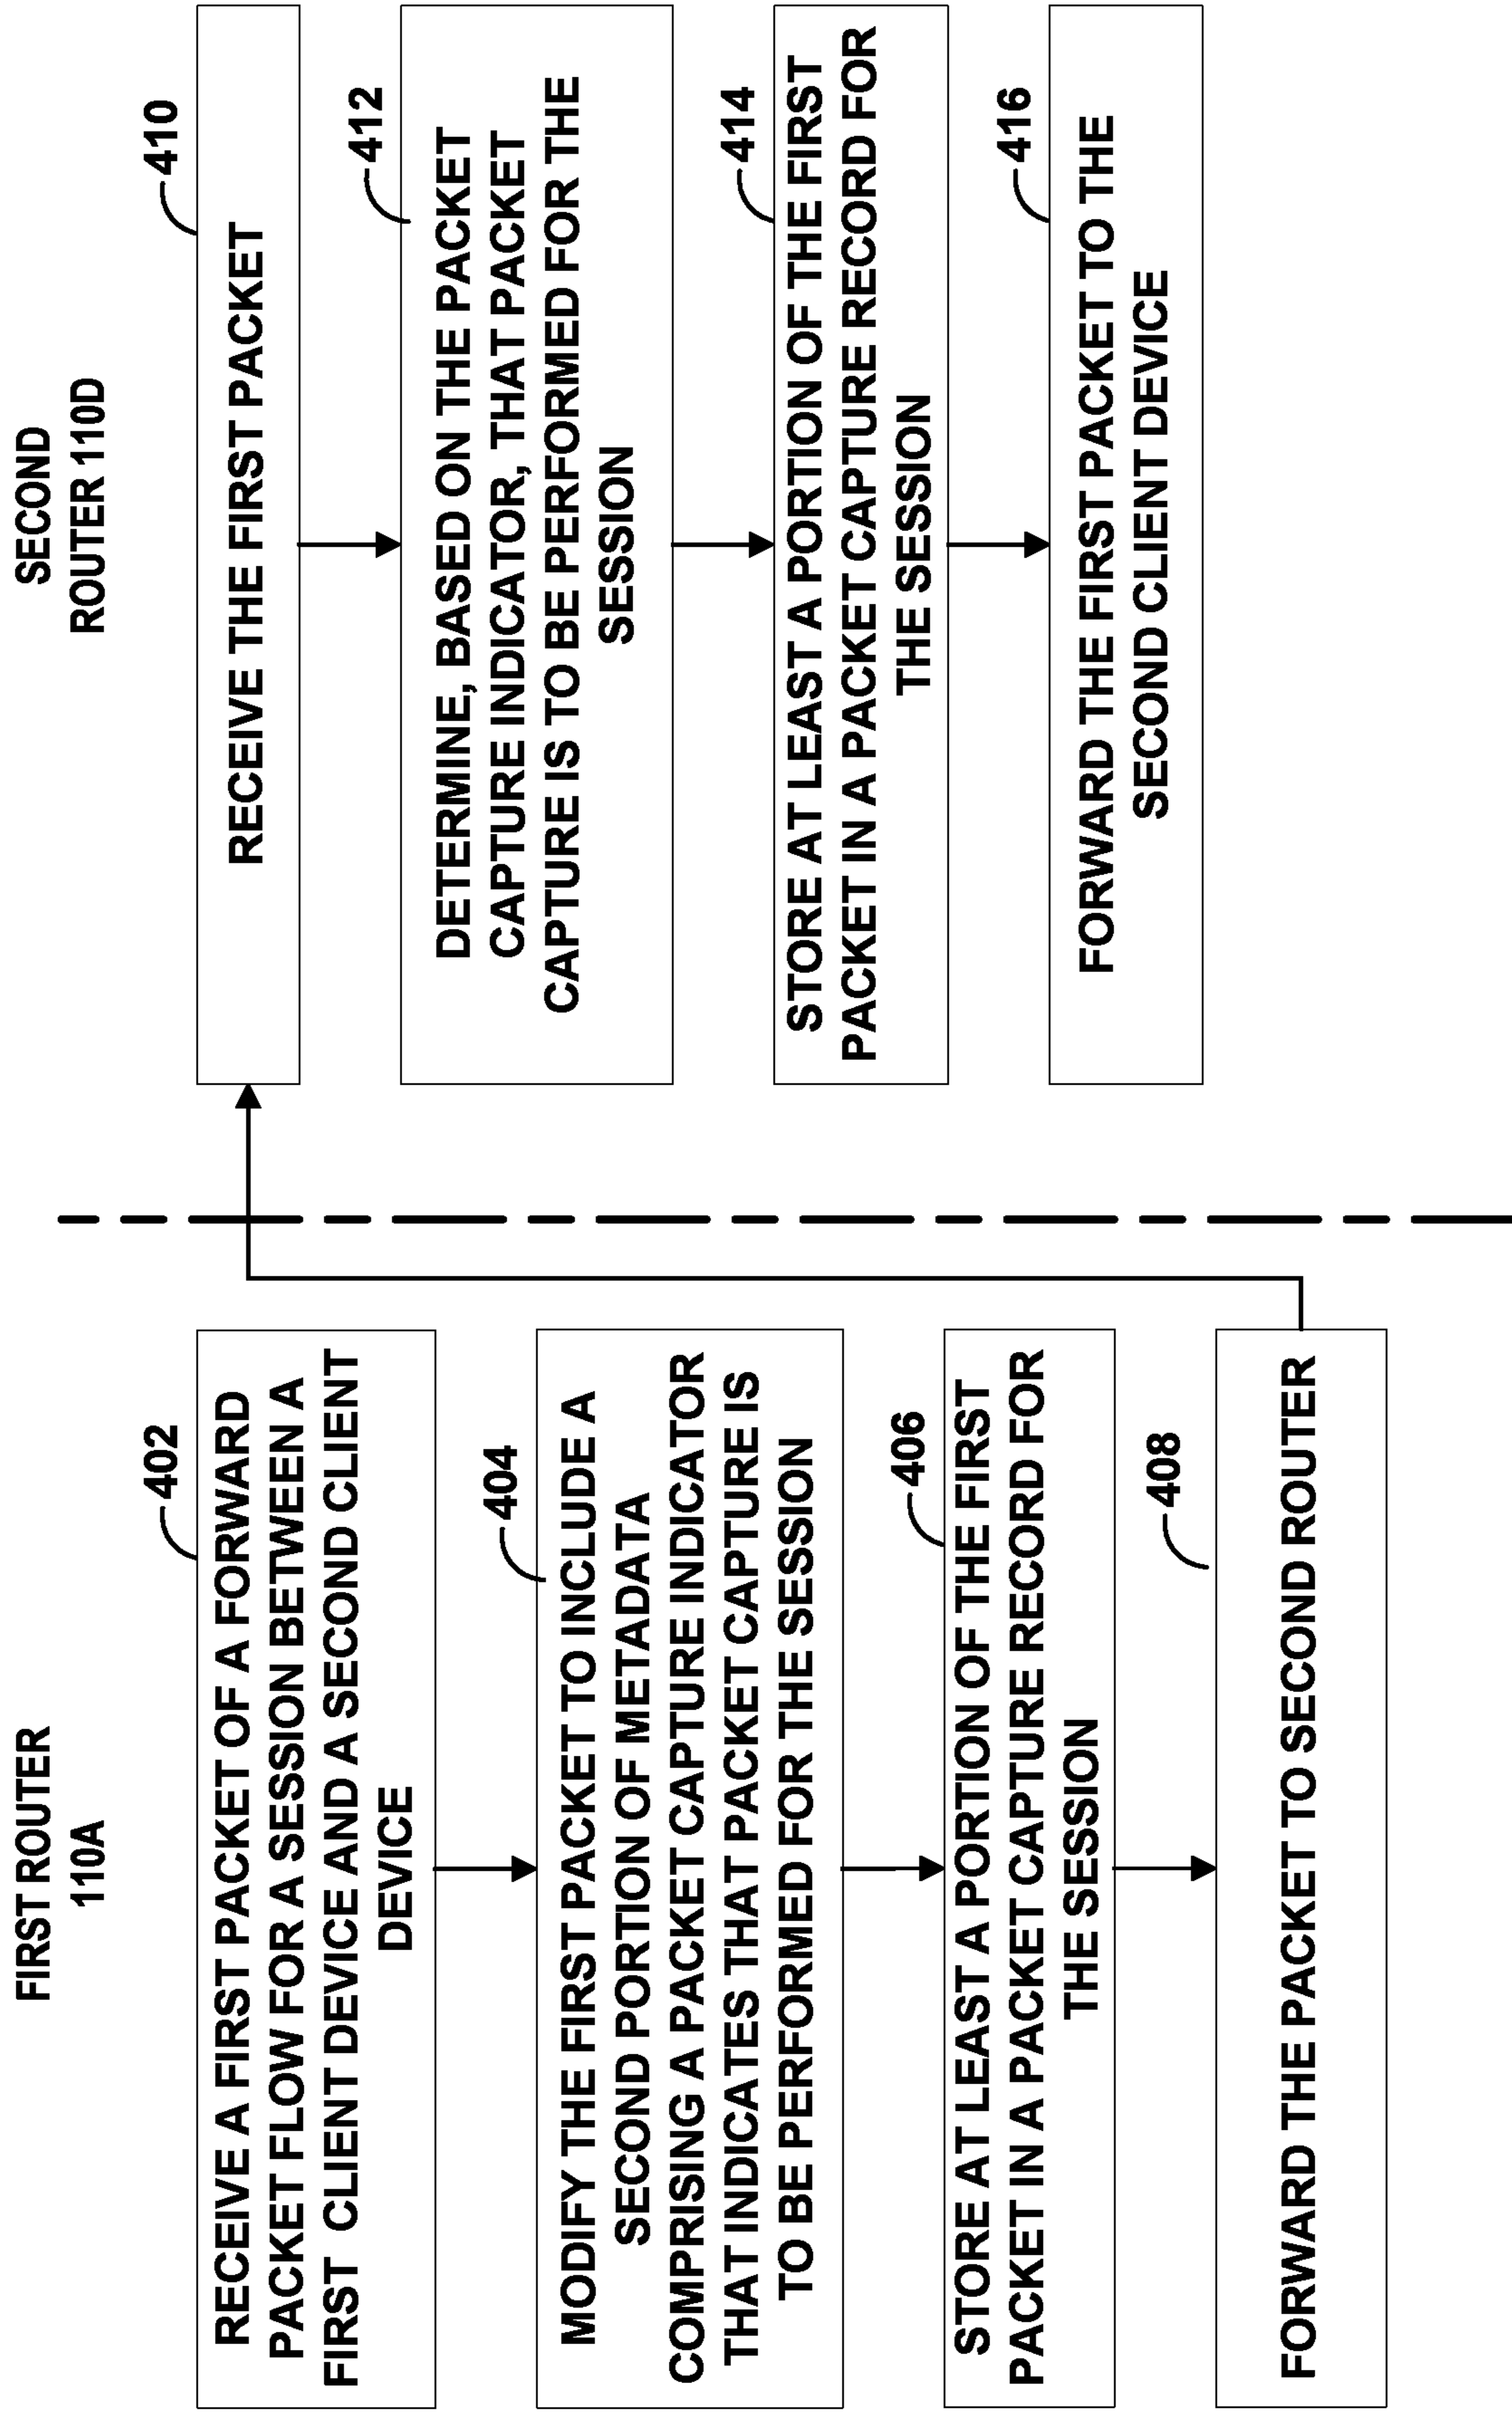 FIRST ROUTER
110A
402
RECEIVE A FIRST PACKET OF A FORWARD
PACKET FLOW FOR A SESSION BETWEEN A
FIRST CLIENT DEVICE AND A SECOND CLIENT
DEVICE
404
MODIFY THE FIRST PACKET TO INCLUDE A
SECOND PORTION OF METADATA
COMPRISING A PACKET CAPTURE INDICATOR
THAT INDICATES THAT PACKET CAPTURE IS
TO BE PERFORMED FOR THE SESSION
406
STORE AT LEAST A PORTION OF THE FIRST
PACKET IN A PACKET CAPTURE RECORD FOR
THE SESSION
408
FORWARD THE PACKET TO SECOND ROUTER
SECOND
ROUTER 110D
410
RECEIVE THE FIRST PACKET
412
DETERMINE, BASED ON THE PACKET
CAPTURE INDICATOR, THAT PACKET
CAPTURE IS TO BE PERFORMED FOR THE
SESSION
414
STORE AT LEAST A PORTION OF THE FIRST
PACKET IN A PACKET CAPTURE RECORD FOR
THE SESSION
416
FORWARD THE FIRST PACKET TO THE
SECOND CLIENT DEVICE